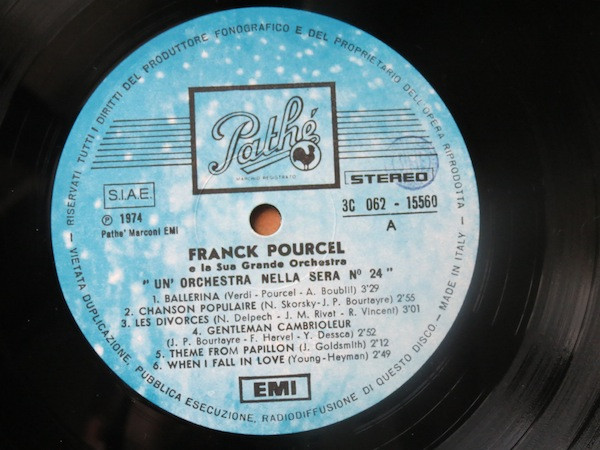 — RISERVATI TUTTI I DIRITTI DEL PRODUTTORE FONOGRAFICO E DEL PROPRIETARIO DELL'OPERA RIPRODOTTA —
Pathé
MARCHIO REGISTRATO
S.I.A.E.
STEREO
℗ 1974
Pathe' Marconi EMI
3C 062 - 15560
A
FRANCK POURCEL
e la Sua Grande Orchestra
" UN' ORCHESTRA NELLA SERA Nº 24 "
1. BALLERINA (Verdi - Pourcel - A. Boublil) 3'29
2. CHANSON POPULAIRE (N. Skorsky-J. P. Bourtayre) 2'55
3. LES DIVORCES (N. Delpech - J. M. Rivat - R. Vincent) 3'01
4. GENTLEMAN CAMBRIOLEUR
(J. P. Bourtayre - F. Harvel - Y. Dessca) 2'52
5. THEME FROM PAPILLON (J. Goldsmith) 2'12
6. WHEN I FALL IN LOVE (Young-Heyman) 2'49
EMI
VIETATA DUPLICAZIONE, PUBBLICA ESECUZIONE, RADIODIFFUSIONE DI QUESTO DISCO - MADE IN ITALY -